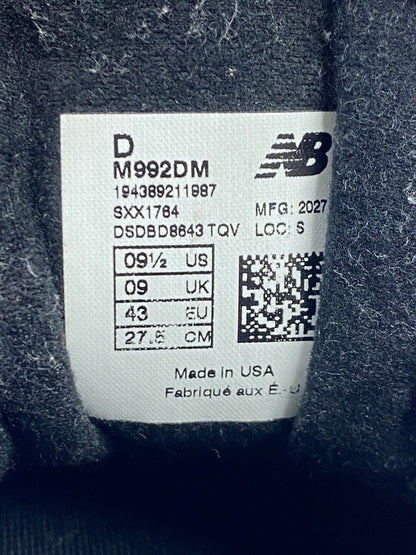 D
M992DM
NB
194389211987
SXX1764
MFG: 2027
DSDBD8643 TQV LOC: S
09½ US
09 UK
43 EU
27.5 CM
Made in USA
Fabriqué aux É.-U